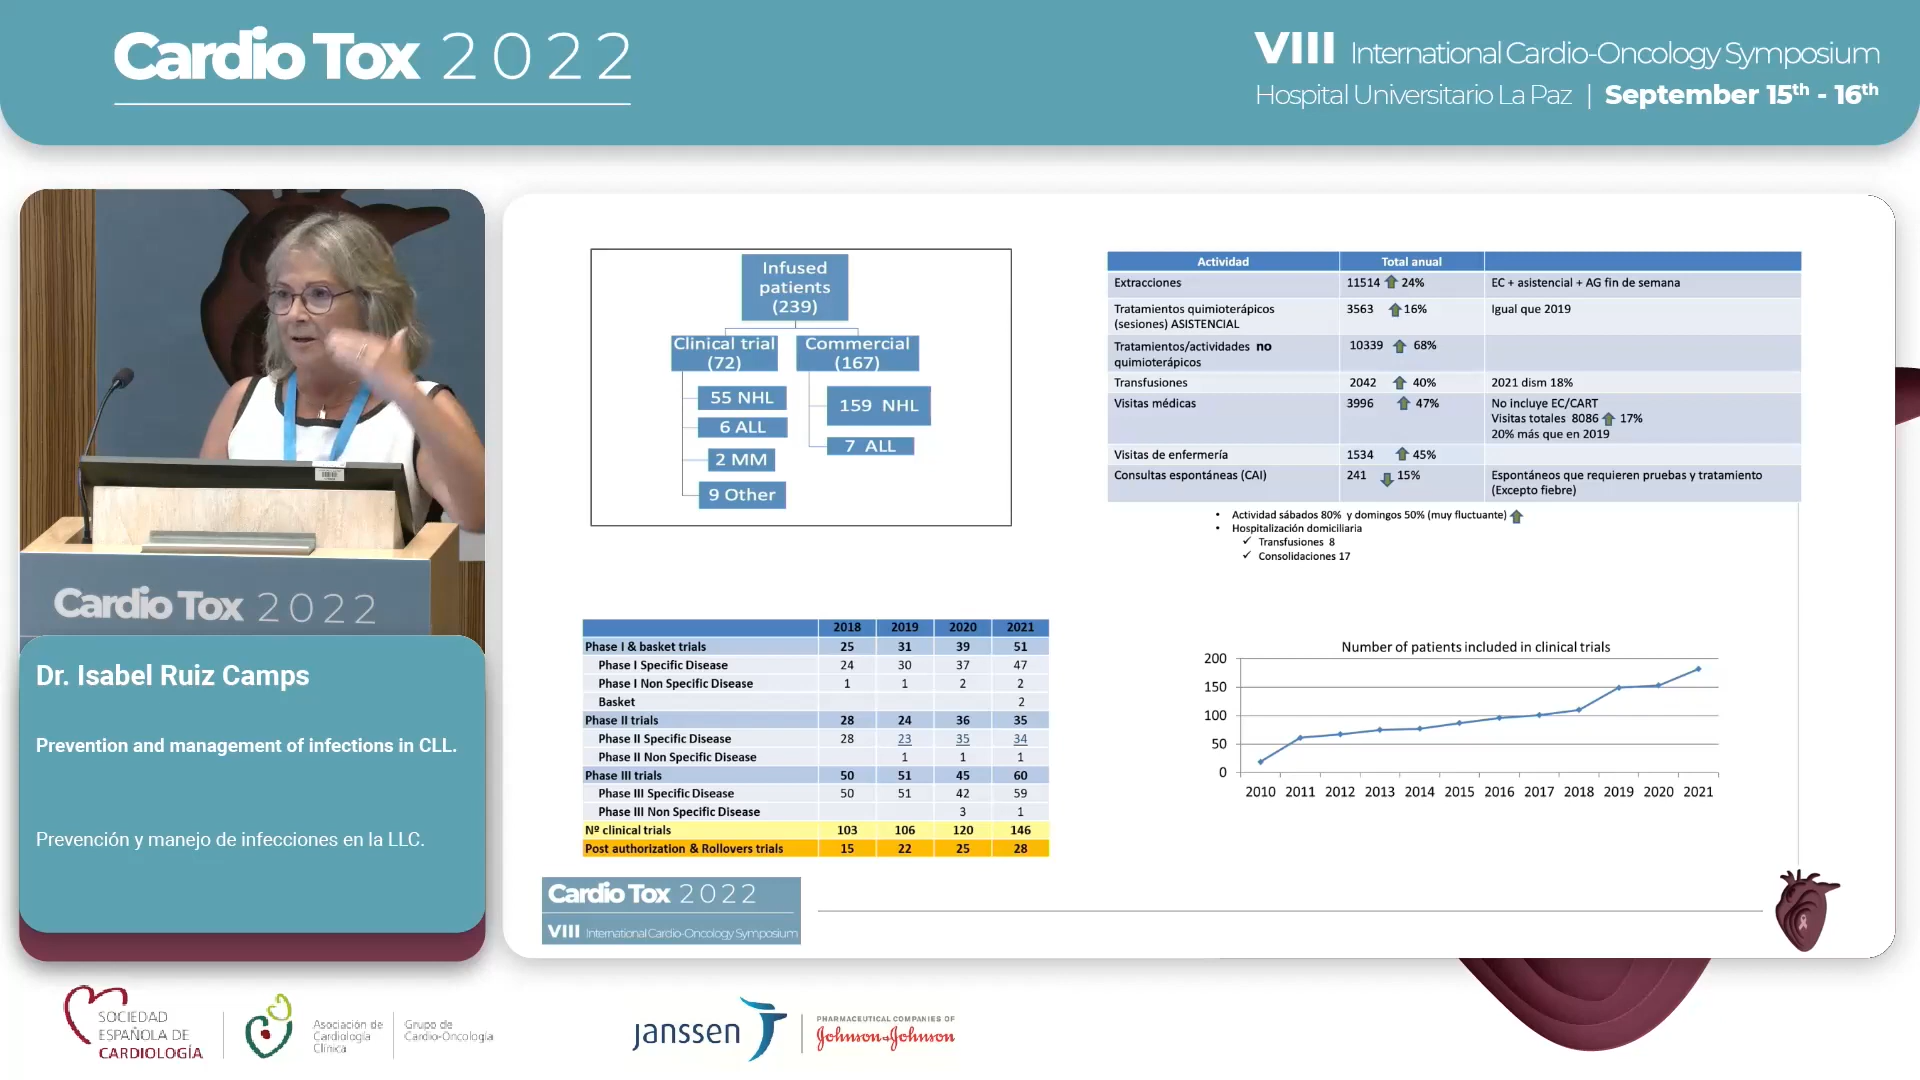 Cardio Tox 2022
VIII International Cardio-Oncology Symposium
Hospital Universitario La Paz | September 15th - 16th
Cardio Tox 2022
Dr. Isabel Ruiz Camps
Prevention and management of infections in CLL.
Prevención y manejo de infecciones en la LLC.
Infused
patients
(239)
Clinical trial
(72)
Commercial
(167)
55 NHL
6 ALL
2 MM
9 Other
159 NHL
7 ALL
Actividad Total anual
Extracciones 11514 24% EC + asistencial + AG fin de semana
Tratamientos quimioterápicos 3563 16% Igual que 2019
(sesiones) ASISTENCIAL
Tratamientos/actividades no 10339 68%
quimioterápicos
Transfusiones 2042 40% 2021 dism 18%
Visitas médicas 3996 47% No incluye EC/CART
Visitas totales 8086 17%
20% más que en 2019
Visitas de enfermería 1534 45%
Consultas espontáneas (CAI) 241 15% Espontáneos que requieren pruebas y tratamiento
(Excepto fiebre)
• Actividad sábados 80% y domingos 50% (muy fluctuante)
• Hospitalización domiciliaria
✓ Transfusiones 8
✓ Consolidaciones 17
2018 2019 2020 2021
Phase I & basket trials 25 31 39 51
Phase I Specific Disease 24 30 37 47
Phase I Non Specific Disease 1 1 2 2
Basket 2
Phase II trials 28 24 36 35
Phase II Specific Disease 28 23 35 34
Phase II Non Specific Disease 1 1 1
Phase III trials 50 51 45 60
Phase III Specific Disease 50 51 42 59
Phase III Non Specific Disease 3 1
Nº clinical trials 103 106 120 146
Post authorization & Rollovers trials 15 22 25 28
Number of patients included in clinical trials
200
150
100
50
0
2010 2011 2012 2013 2014 2015 2016 2017 2018 2019 2020 2021
Cardio Tox 2022
VIII International Cardio-Oncology Symposium
SOCIEDAD
ESPAÑOLA DE
CARDIOLOGÍA
Asociación de
Cardiología
Clínica
Grupo de
Cardio-Oncología
janssen
PHARMACEUTICAL COMPANIES OF
Johnson & Johnson